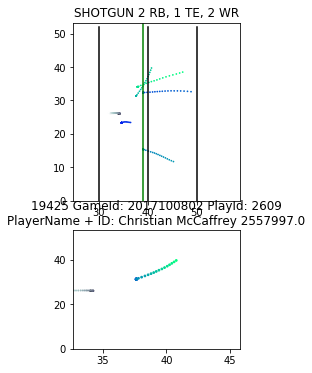 SHOTGUN 2 RB, 1 TE, 2 WR
50
40
30
20
10
0
30 40 50
19425 GameId: 2017100802 PlayId: 2609
PlayerName + ID: Christian McCaffrey 2557997.0
40
20
0
35 40 45